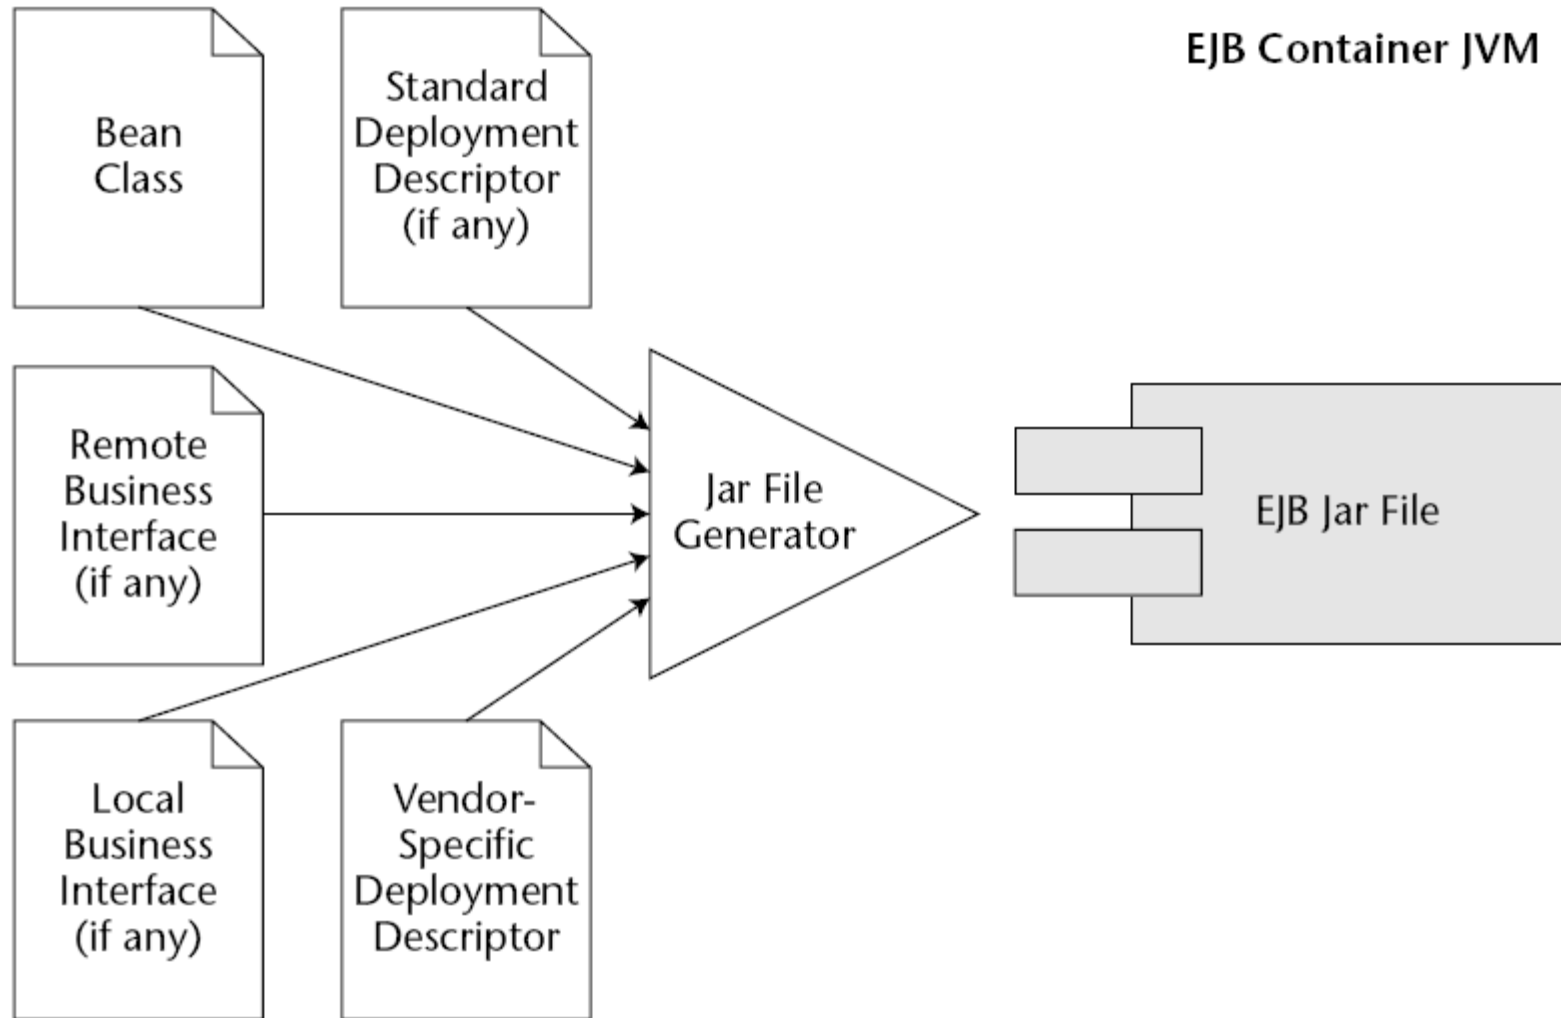 Bean
Class
Standard
Deployment
Descriptor
(if any)
EJB Container JVM
Remote
Business
Interface
(if any)
Jar File
Generator
EJB Jar File
Local
Business
Interface
(if any)
Vendor-
Specific
Deployment
Descriptor